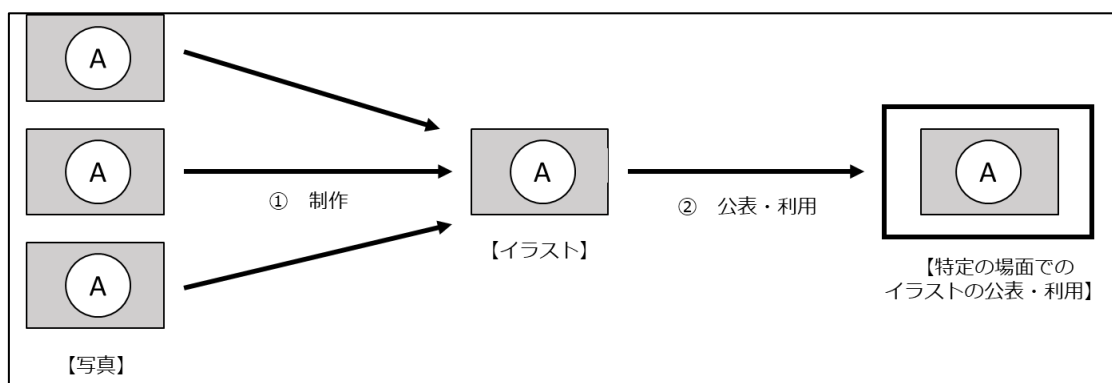 A
A
A
【写真】
① 制作
A
【イラスト】
② 公表・利用
A
【特定の場面での
イラストの公表・利用】